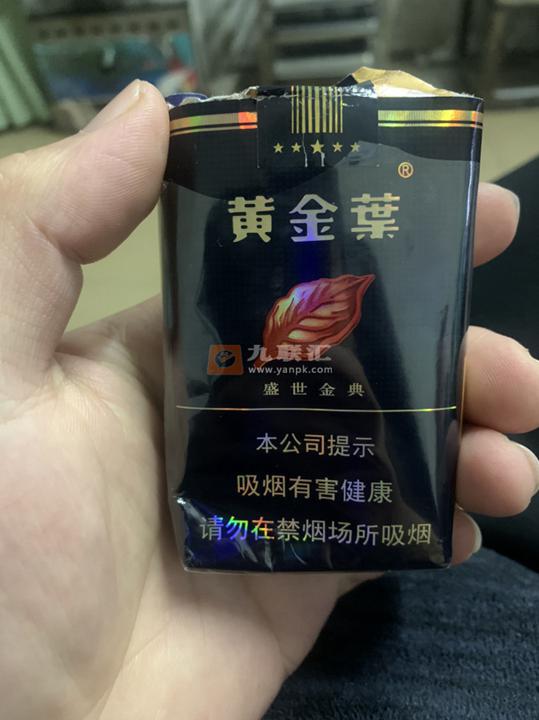 黄金葉®
九联汇
www.yanpk.com
盛世金典
本公司提示
吸烟有害健康
请勿在禁烟场所吸烟